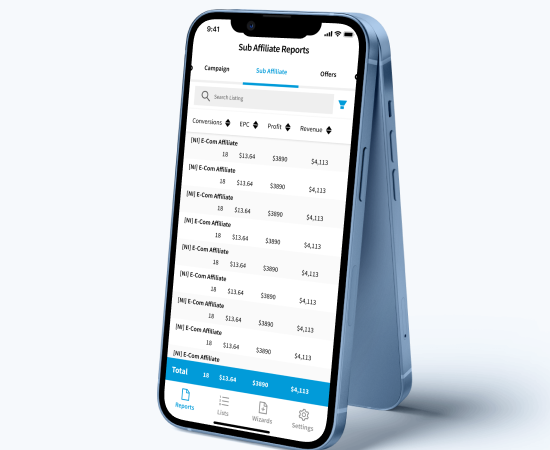 9:41
Sub Affiliate Reports
Campaign Sub Affiliate Offers
Search Listing
Conversions EPC Profit Revenue
[NI] E-Com Affiliate
18 $13.64 $3890 $4,113
[NI] E-Com Affiliate
18 $13.64 $3890 $4,113
[NI] E-Com Affiliate
18 $13.64 $3890 $4,113
[NI] E-Com Affiliate
18 $13.64 $3890 $4,113
[NI] E-Com Affiliate
18 $13.64 $3890 $4,113
[NI] E-Com Affiliate
18 $13.64 $3890 $4,113
[NI] E-Com Affiliate
18 $13.64 $3890 $4,113
[NI] E-Com Affiliate
18 $13.64 $3890 $4,113
[NI] E-Com Affiliate
Total 18 $13.64 $3890 $4,113
Reports Lists Wizards Settings